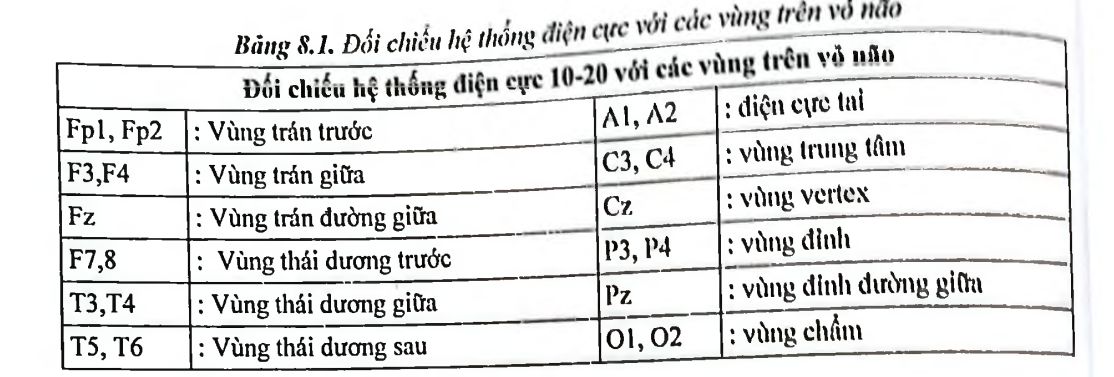 Bảng 8.1. Đối chiếu hệ thống điện cực với các vùng trên vỏ não
Đối chiếu hệ thống điện cực 10-20 với các vùng trên vỏ não
Fp1, Fp2 : Vùng trán trước A1, A2 : điện cực tai
F3,F4 : Vùng trán giữa C3, C4 : vùng trung tâm
Fz : Vùng trán đường giữa Cz : vùng vertex
F7,8 : Vùng thái dương trước P3, P4 : vùng đỉnh
T3,T4 : Vùng thái dương giữa Pz : vùng đỉnh đường giữa
T5, T6 : Vùng thái dương sau O1, O2 : vùng chẩm